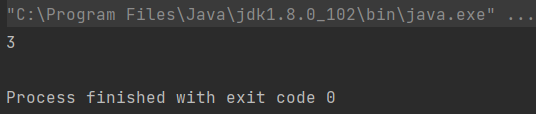 "C:\Program Files\Java\jdk1.8.0_102\bin\java.exe" ...
3
Process finished with exit code 0